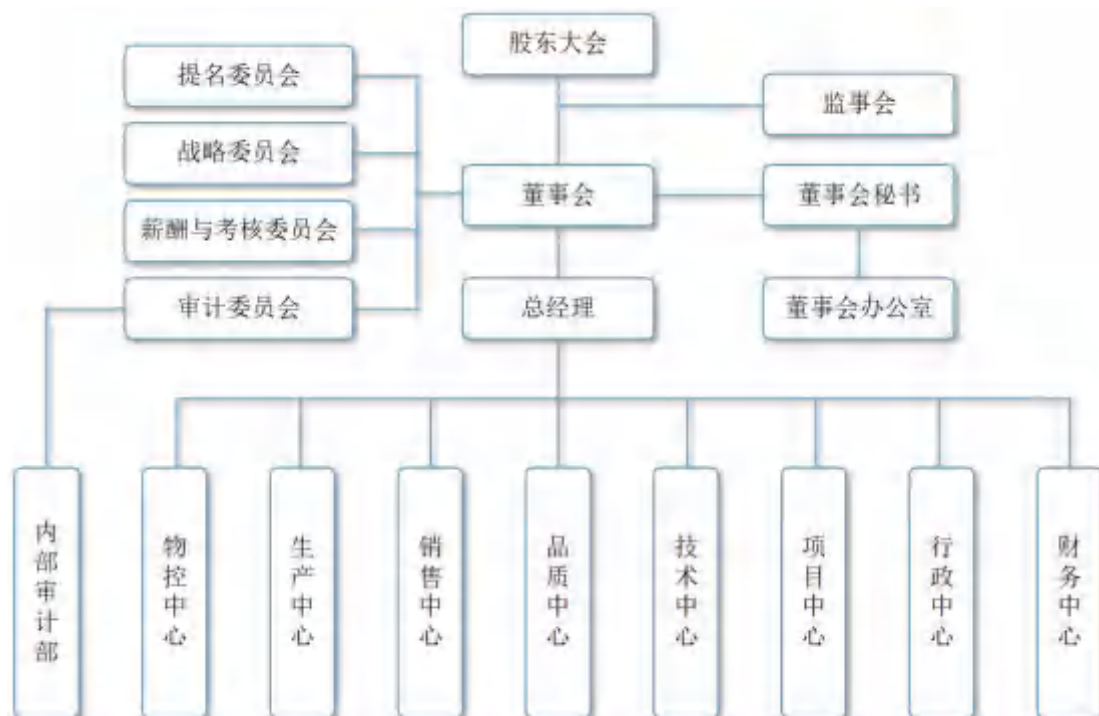 股东大会
提名委员会
监事会
战略委员会
董事会
董事会秘书
薪酬与考核委员会
审计委员会
总经理
董事会办公室
内部审计部
物控中心
生产中心
销售中心
品质中心
技术中心
项目中心
行政中心
财务中心